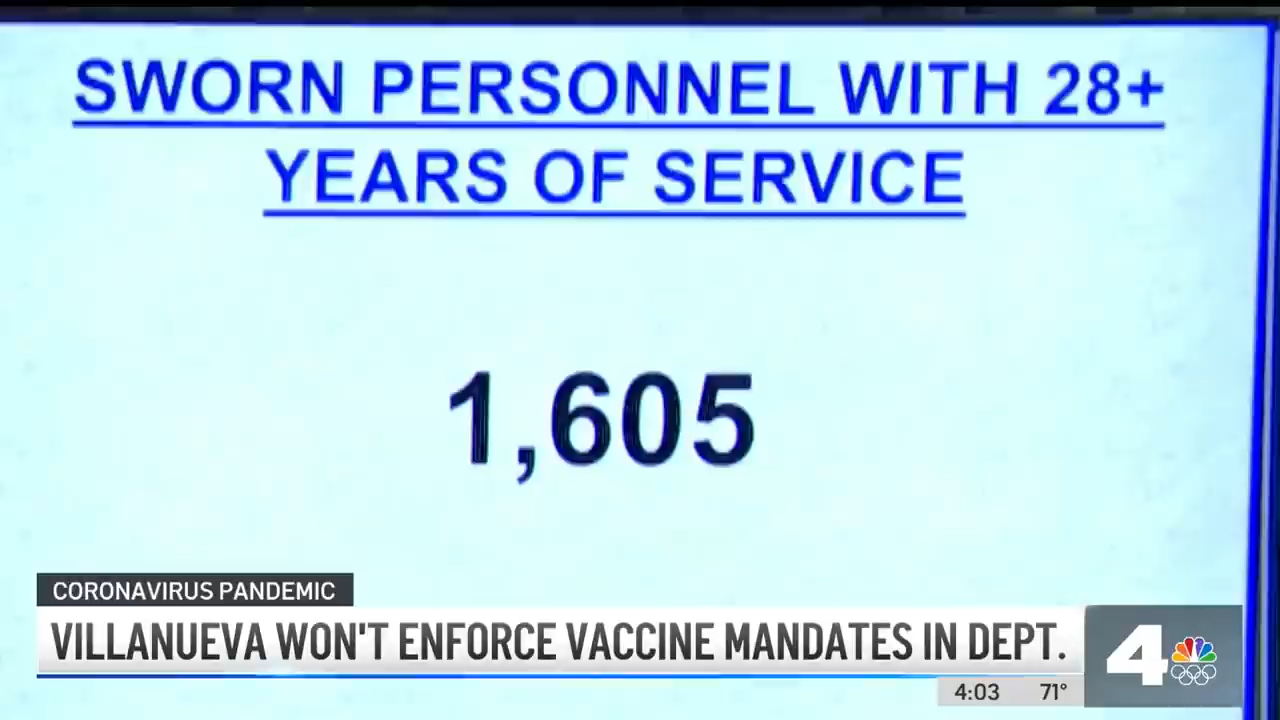 SWORN PERSONNEL WITH 28+
YEARS OF SERVICE
1,605
CORONAVIRUS PANDEMIC
VILLANUEVA WON'T ENFORCE VACCINE MANDATES IN DEPT.
4
4:03 71°